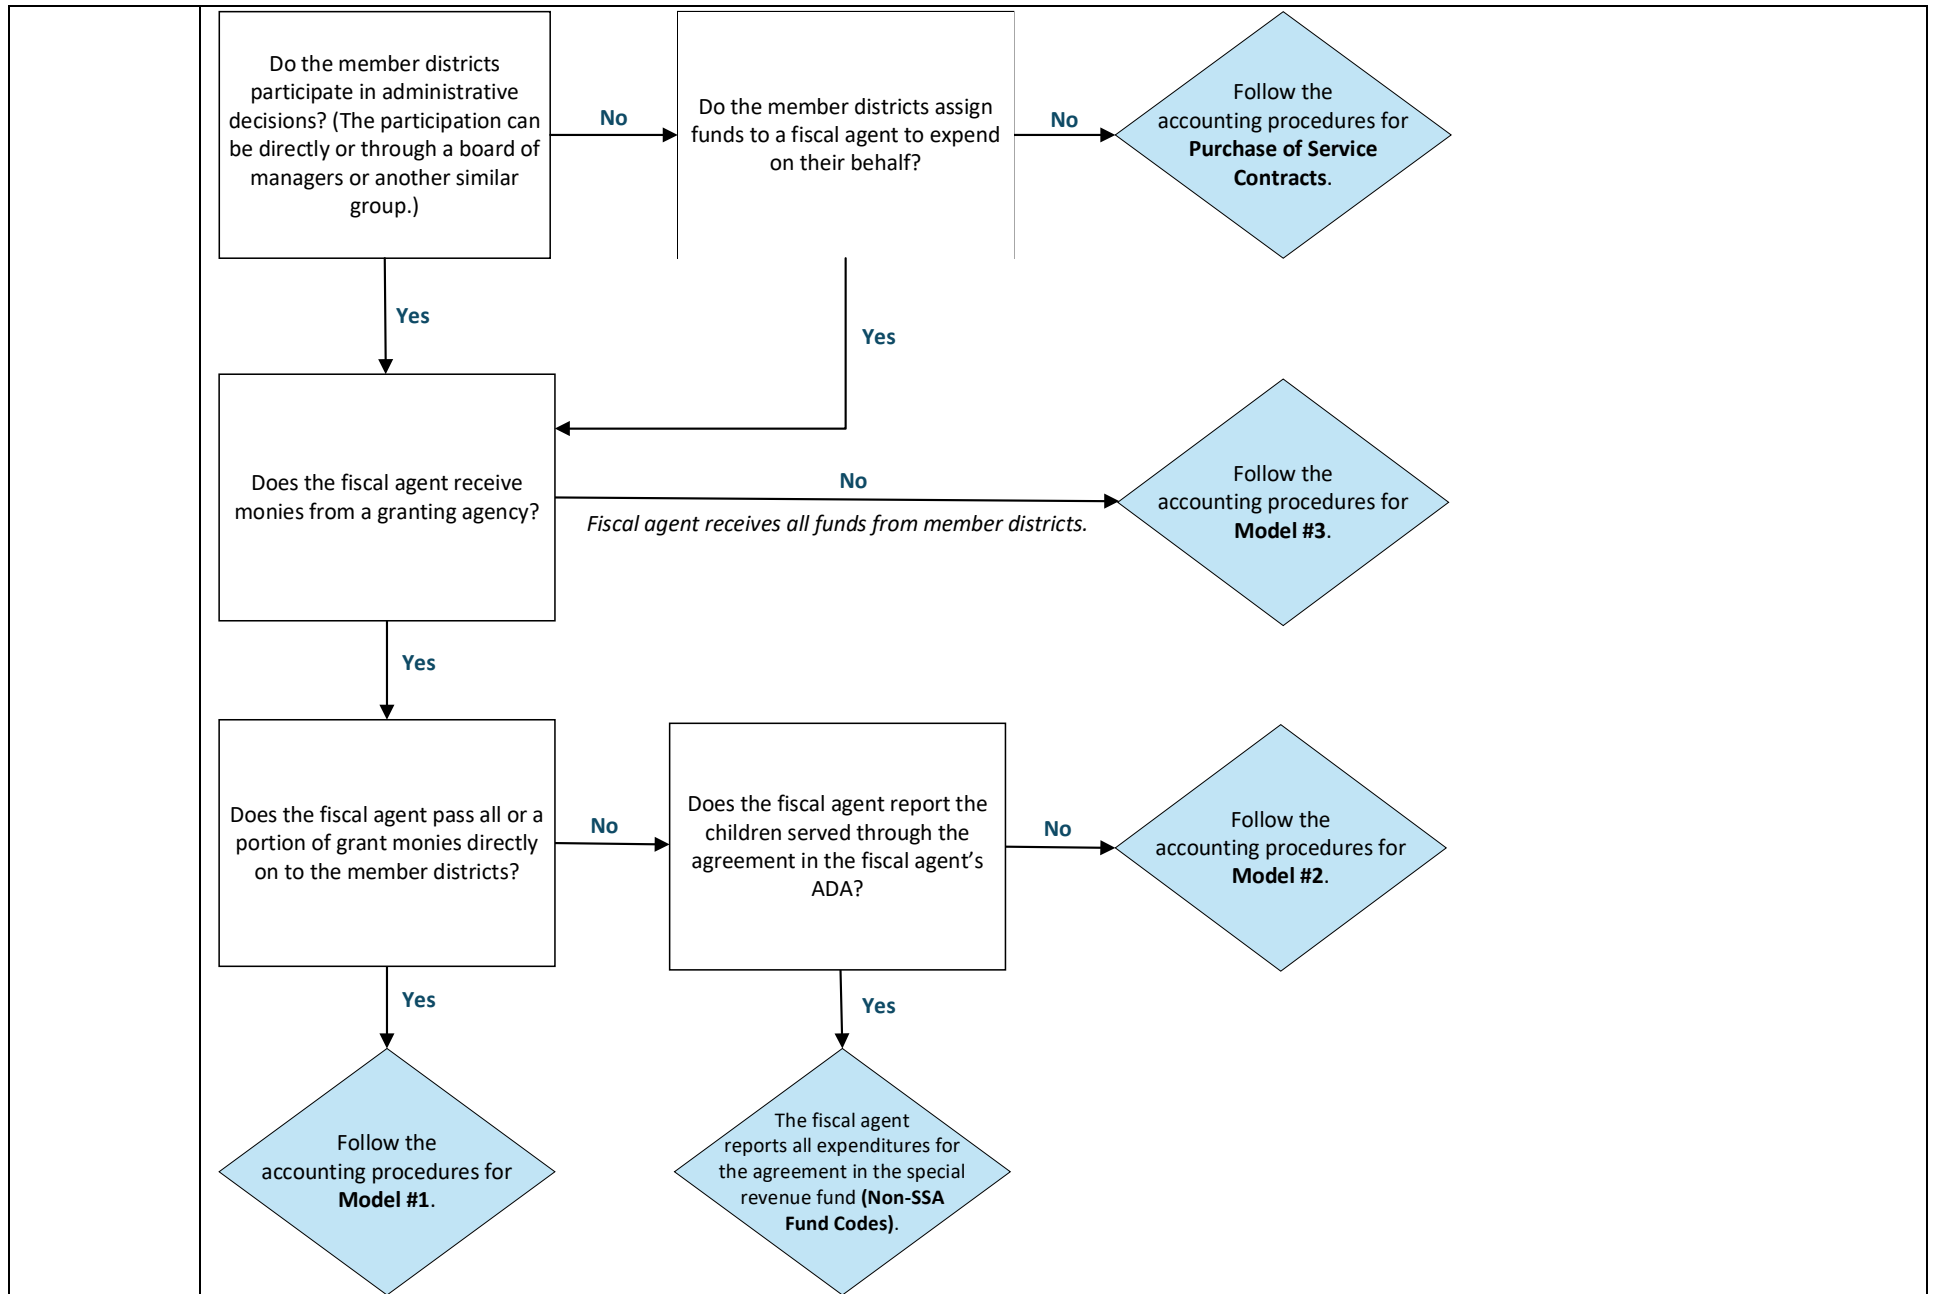 Do the member districts
participate in administrative
decisions? (The participation can
be directly or through a board of
managers or another similar
group.)
No
Do the member districts assign
funds to a fiscal agent to expend
on their behalf?
No
Follow the
accounting procedures for
Purchase of Service
Contracts.
Yes
Yes
Does the fiscal agent receive
monies from a granting agency?
No
Fiscal agent receives all funds from member districts.
Follow the
accounting procedures for
Model #3.
Yes
Does the fiscal agent pass all or a
portion of grant monies directly
on to the member districts?
No
Does the fiscal agent report the
children served through the
agreement in the fiscal agent’s
ADA?
No
Follow the
accounting procedures for
Model #2.
Yes
Yes
Follow the
accounting procedures for
Model #1.
The fiscal agent
reports all expenditures for
the agreement in the special
revenue fund (Non-SSA
Fund Codes).